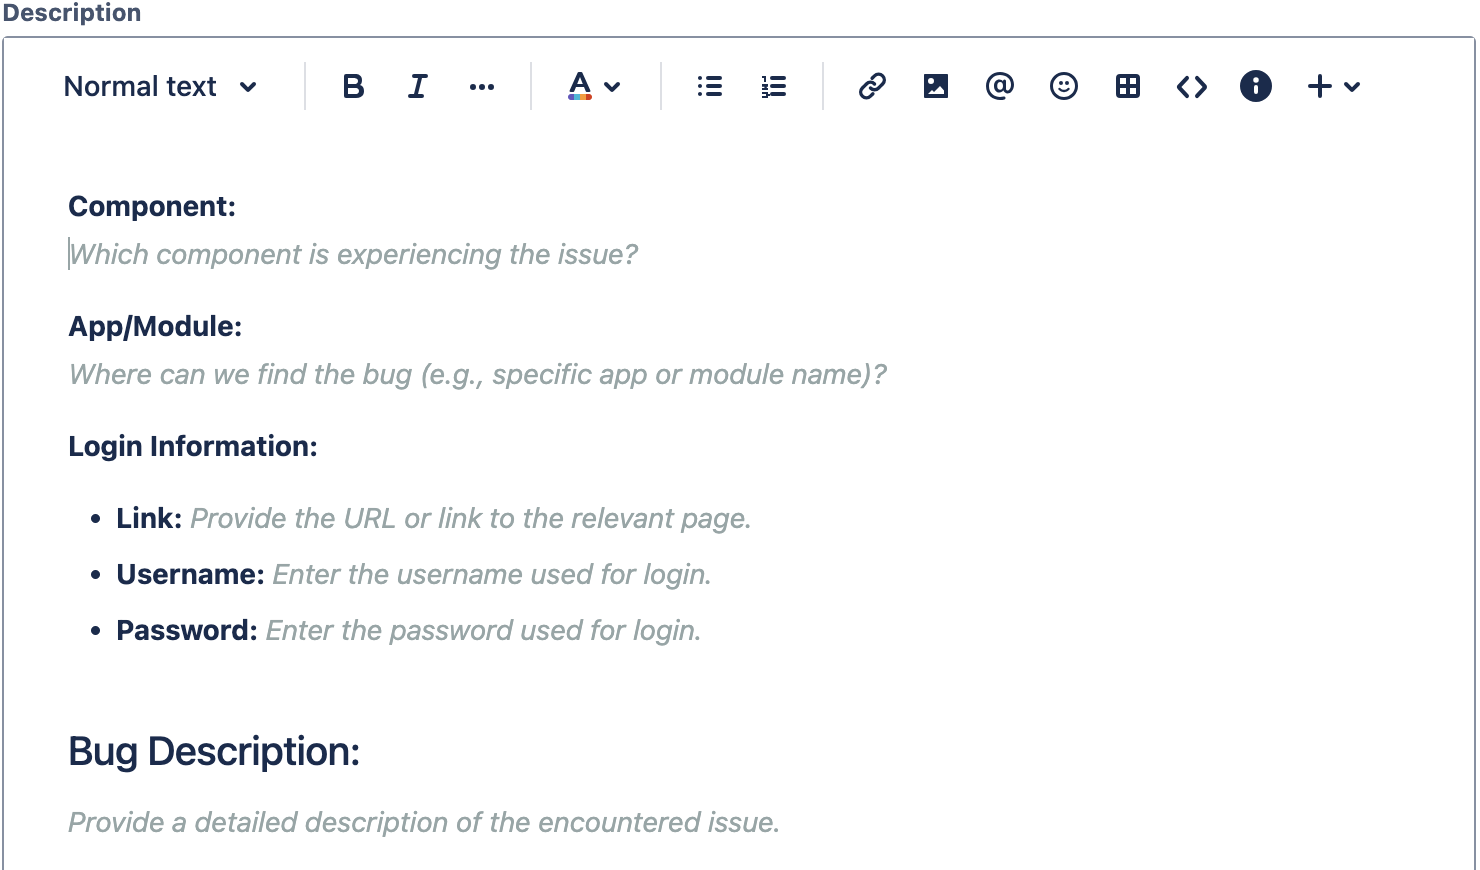 Description
Normal text
Component:
Which component is experiencing the issue?
App/Module:
Where can we find the bug (e.g., specific app or module name)?
Login Information:
• Link: Provide the URL or link to the relevant page.
• Username: Enter the username used for login.
• Password: Enter the password used for login.
Bug Description:
Provide a detailed description of the encountered issue.